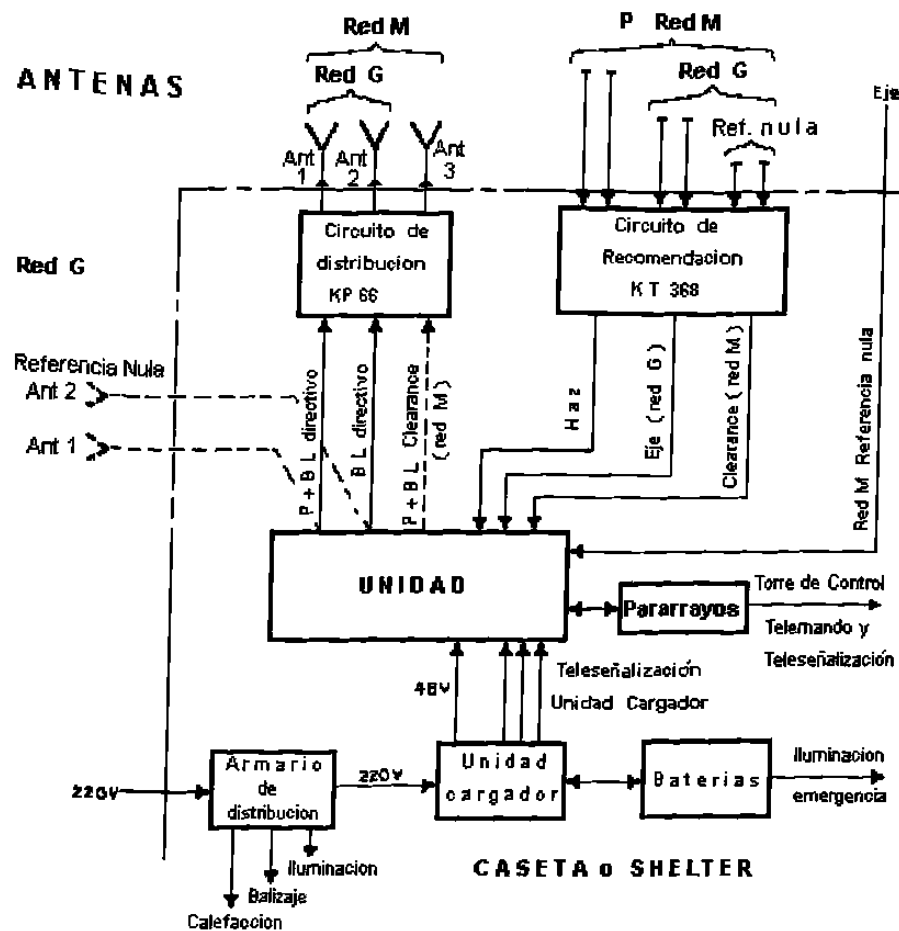 ANTENAS
Red M
Red G
Ant
1
Ant
2
Ant
3
P Red M
Red G
Ref. nula
Eje
Circuito de
distribucion
KP 66
Circuito de
Recomendacion
KT 368
Red G
Referencia Nula
Ant 2
Ant 1
P + B L directivo
B L directivo
P + B L Clearance
(red M)
Haz
Eje (red G)
Clearance (red M)
Red M Referencia nula
UNIDAD
Pararrayos
Torre de Control
Telemando y
Teleseñalización
48V
Teleseñalización
Unidad Cargador
220V
Armario
de
distribucion
220V
Unidad
cargador
Baterias
Iluminacion
emergencia
Iluminacion
Balizaje
Calefaccion
CASETA o SHELTER